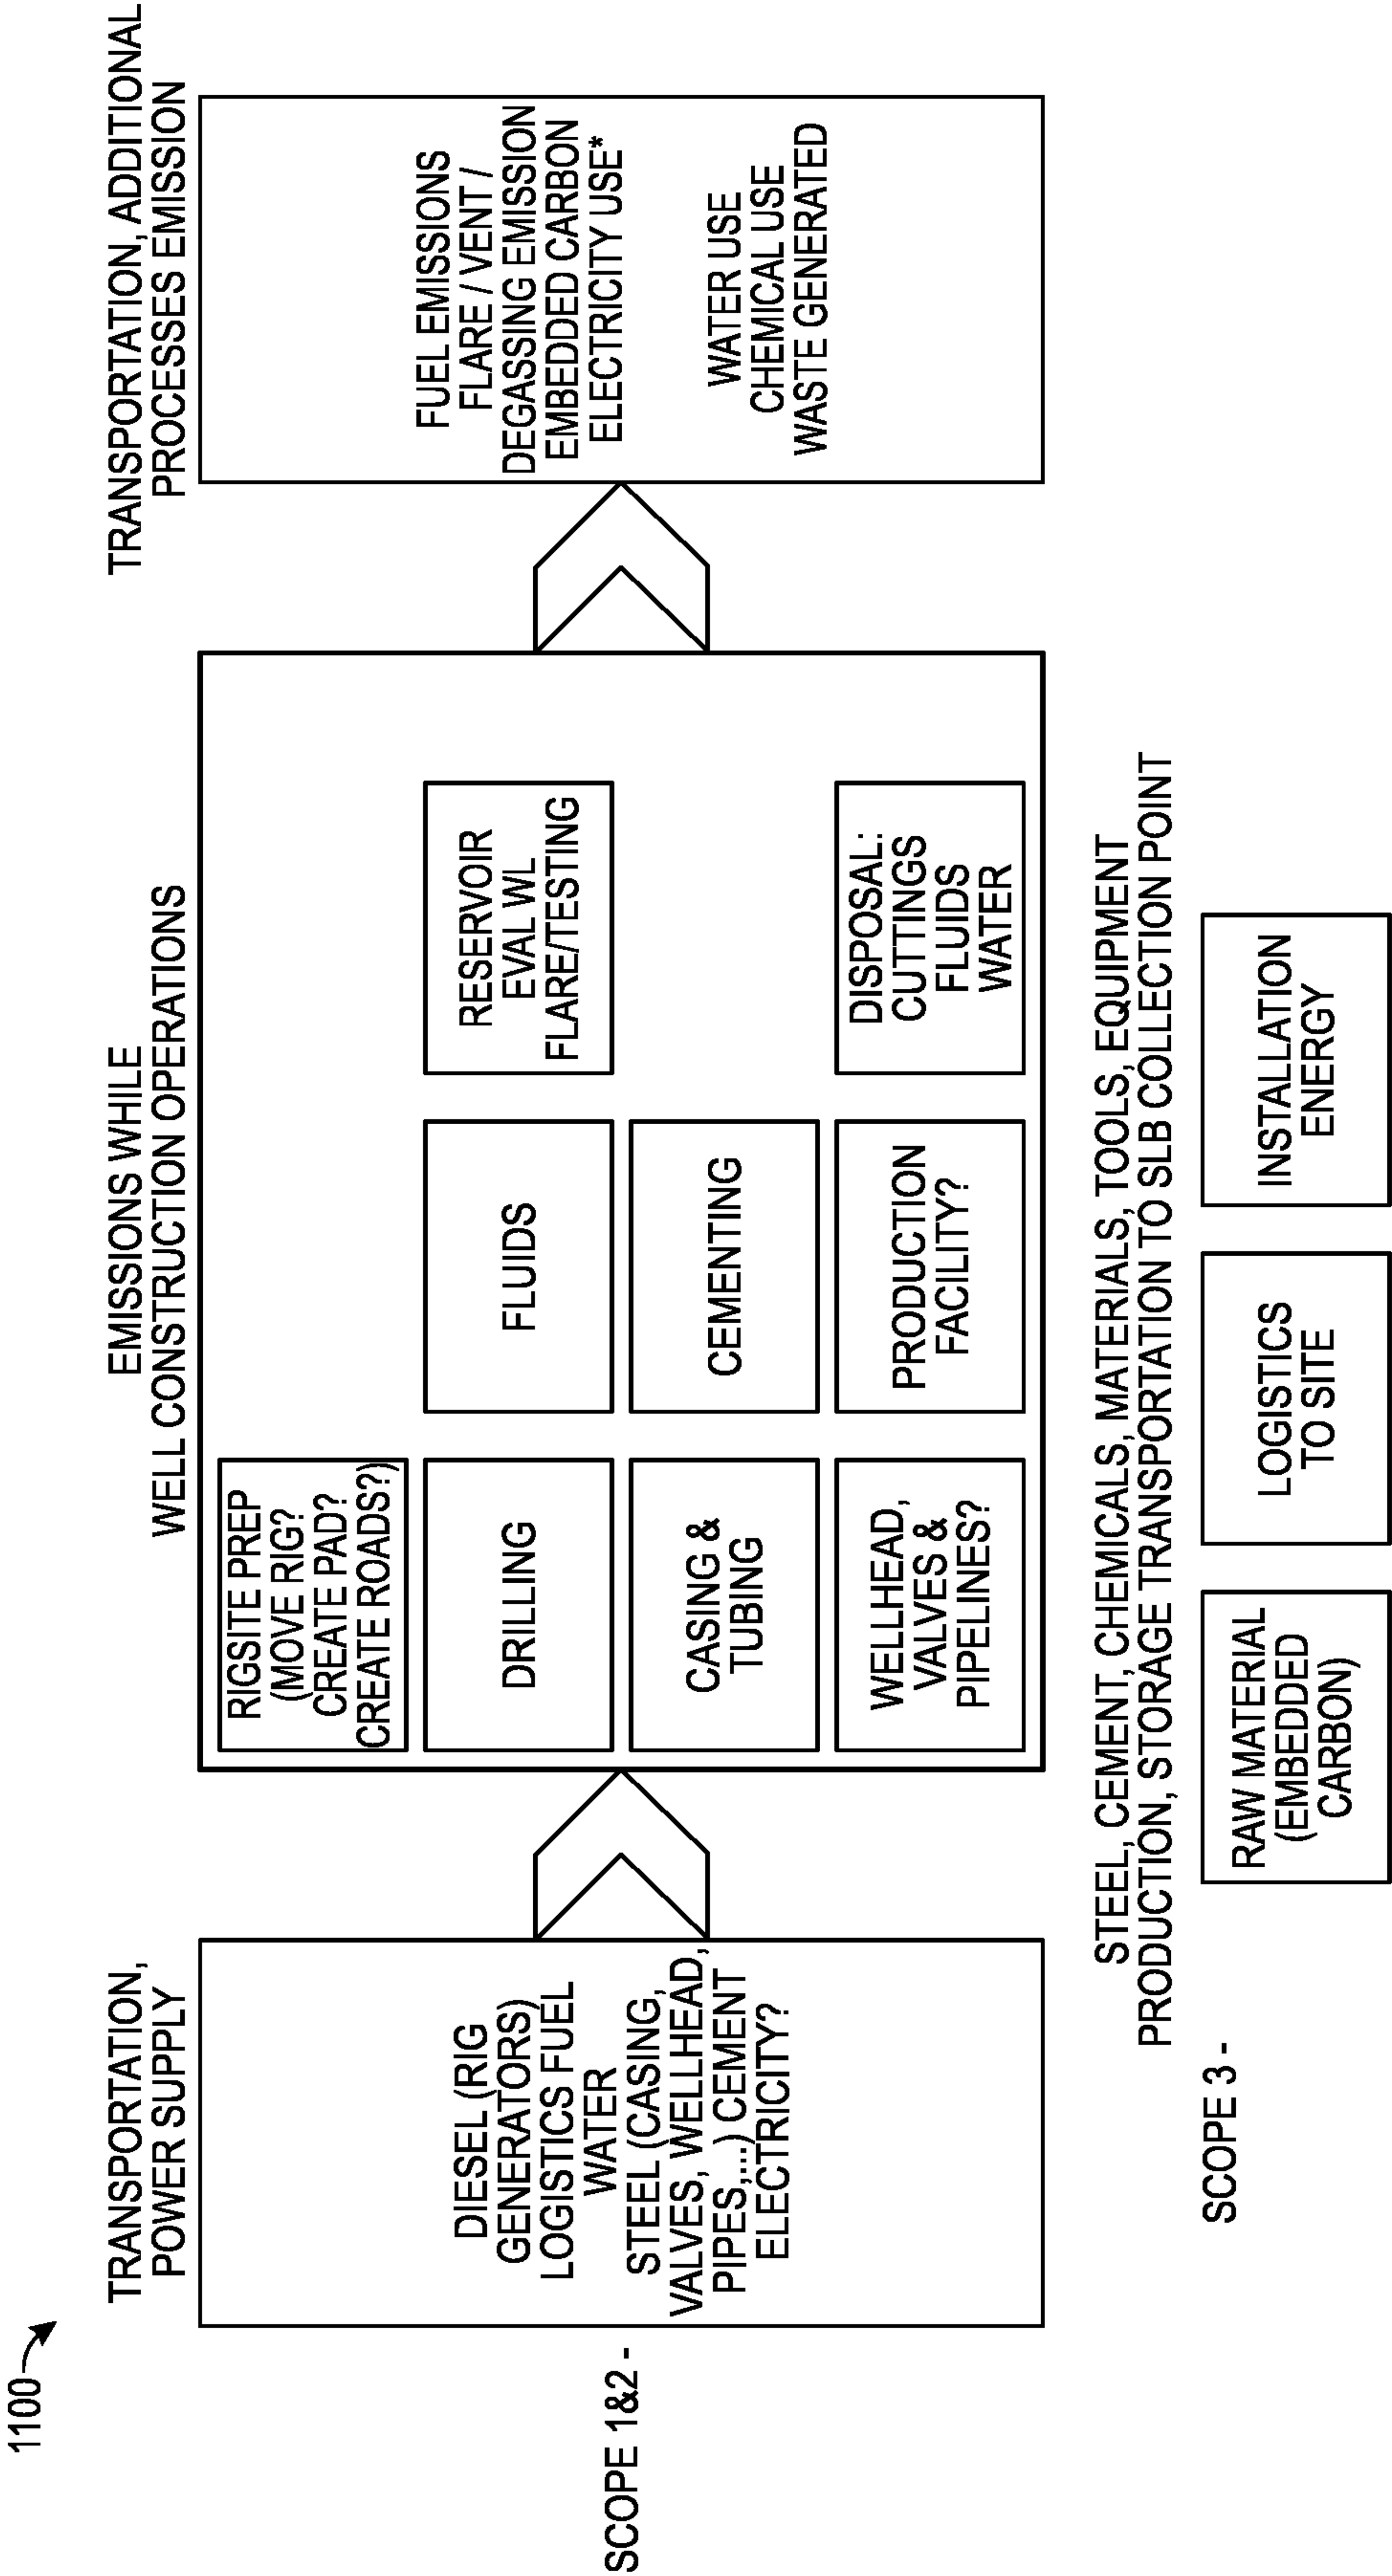 1100
TRANSPORTATION,
POWER SUPPLY
EMISSIONS WHILE
WELL CONSTRUCTION OPERATIONS
TRANSPORTATION, ADDITIONAL
PROCESSES EMISSION
SCOPE 1&2 -
DIESEL (RIG
GENERATORS)
LOGISTICS FUEL
WATER
STEEL (CASING,
VALVES, WELLHEAD,
PIPES,...) CEMENT
ELECTRICITY?
RIGSITE PREP
(MOVE RIG?
CREATE PAD?
CREATE ROADS?)
DRILLING
FLUIDS
RESERVOIR
EVAL WL
FLARE/TESTING
CASING &
TUBING
CEMENTING
WELLHEAD,
VALVES &
PIPELINES?
PRODUCTION
FACILITY?
DISPOSAL:
CUTTINGS
FLUIDS
WATER
FUEL EMISSIONS
FLARE / VENT /
DEGASSING EMISSION
EMBEDDED CARBON
ELECTRICITY USE*
WATER USE
CHEMICAL USE
WASTE GENERATED
STEEL, CEMENT, CHEMICALS, MATERIALS, TOOLS, EQUIPMENT
PRODUCTION, STORAGE TRANSPORTATION TO SLB COLLECTION POINT
SCOPE 3 -
RAW MATERIAL
(EMBEDDED
CARBON)
LOGISTICS
TO SITE
INSTALLATION
ENERGY